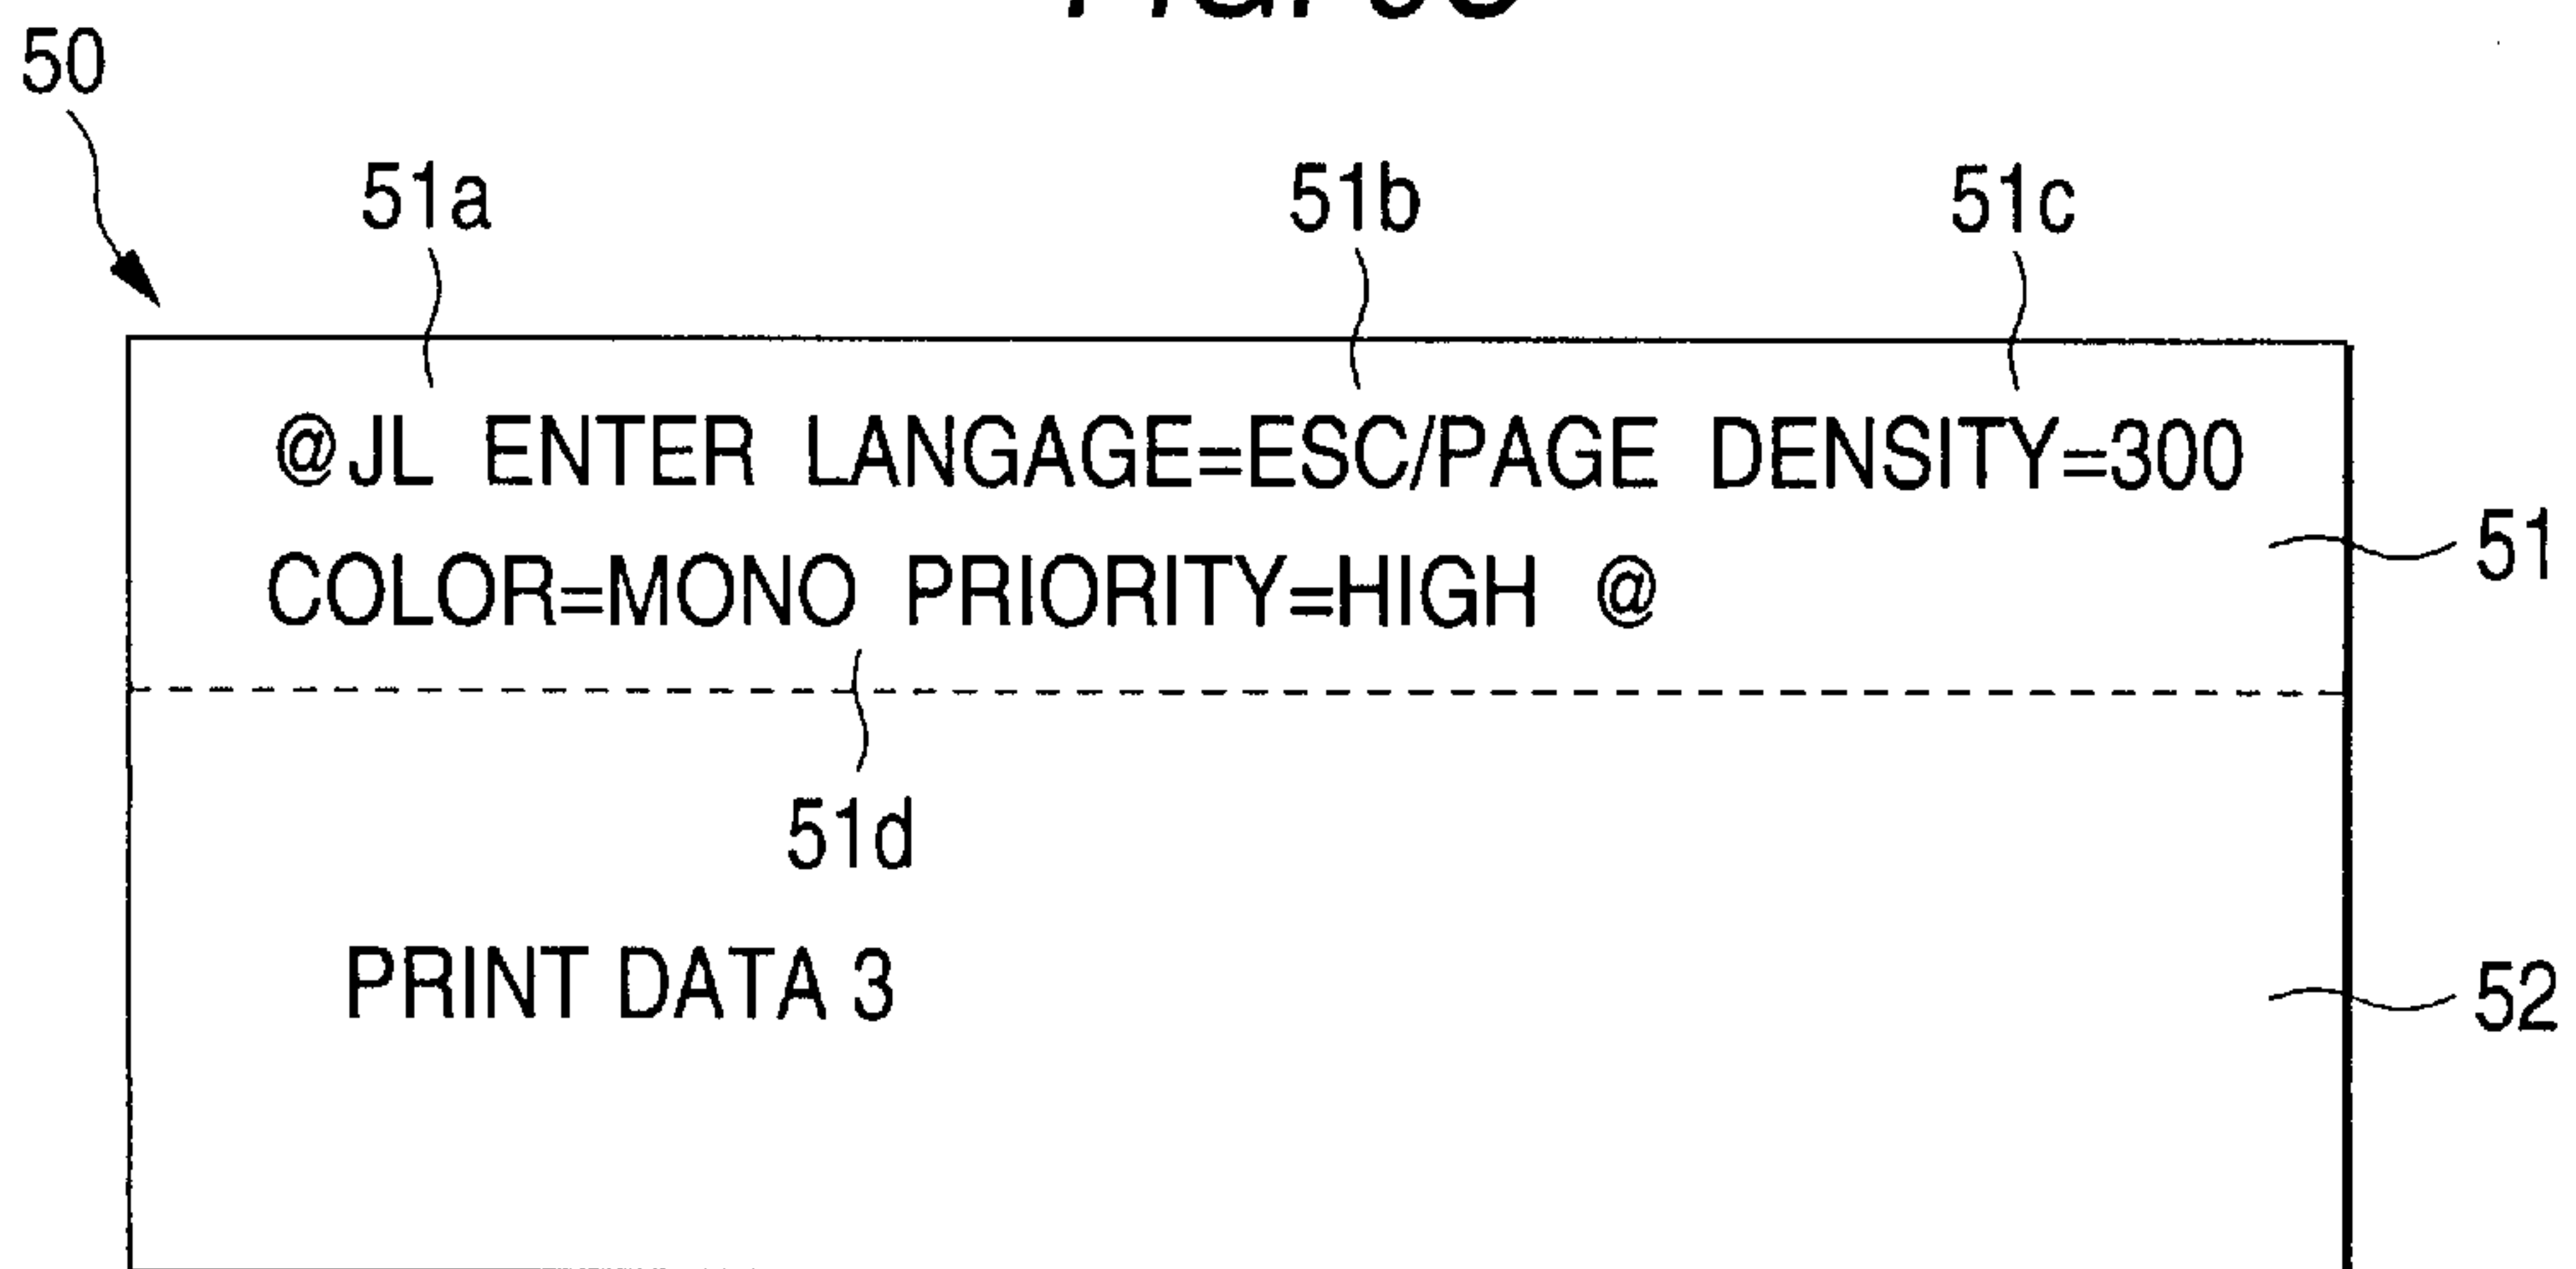 50
51a 51b 51c
@JL ENTER LANGAGE=ESC/PAGE DENSITY=300
51
COLOR=MONO PRIORITY=HIGH @
51d
PRINT DATA 3
52